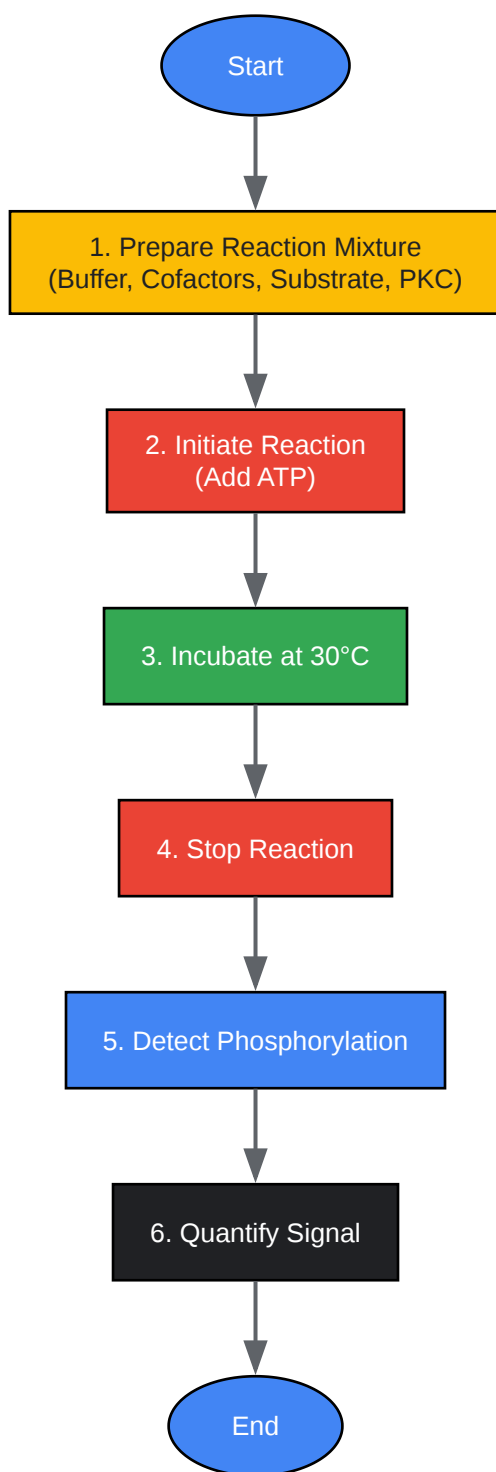 Start
1. Prepare Reaction Mixture
(Buffer, Cofactors, Substrate, PKC)
2. Initiate Reaction
(Add ATP)
3. Incubate at 30°C
4. Stop Reaction
5. Detect Phosphorylation
6. Quantify Signal
End